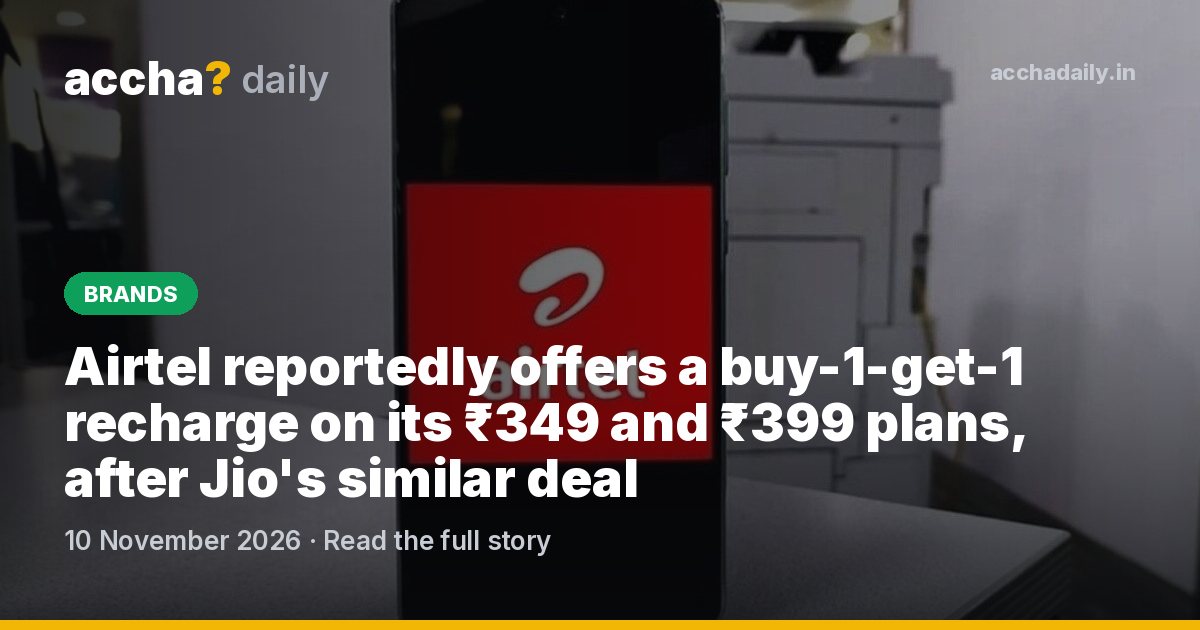 accha? daily
acchadaily.in
BRANDS
airtel
Airtel reportedly offers a buy-1-get-1
recharge on its ₹349 and ₹399 plans,
after Jio's similar deal
10 November 2026 · Read the full story